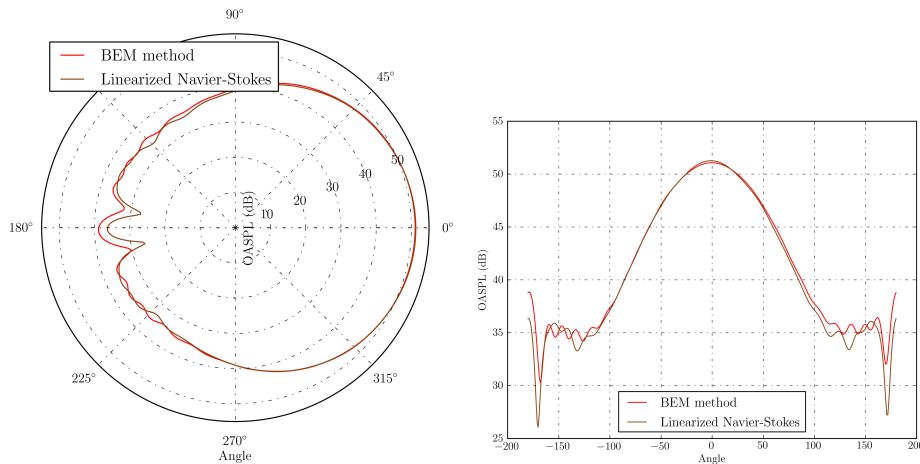 90°
BEM method
Linearized Navier-Stokes
45°
50
40
30
20
10
OASPL (dB)
180°
0°
225°
315°
270°
Angle
55
50
45
40
35
30
25
OASPL (dB)
BEM method
Linearized Navier-Stokes
−200 −150 −100 −50 0 50 100 150 200
Angle